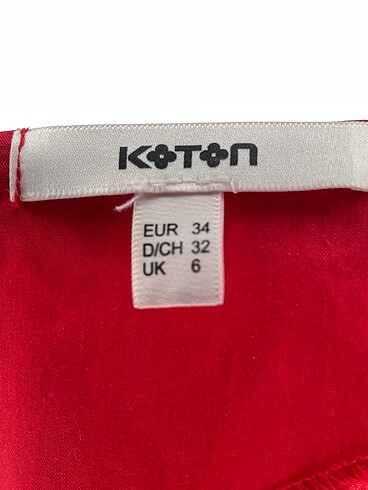 KOTON
EUR 34
D/CH 32
UK 6